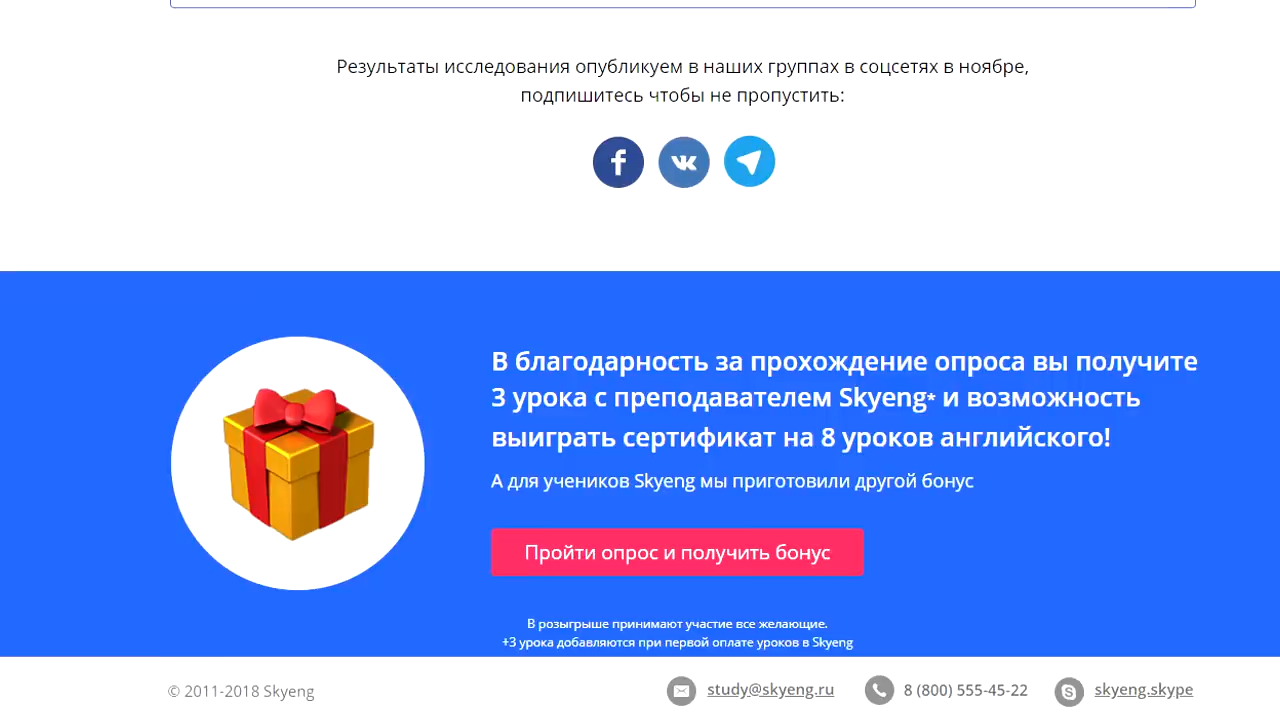 Результаты исследования опубликуем в наших группах в соцсетях в ноябре,
подпишитесь чтобы не пропустить:
В благодарность за прохождение опроса вы получите
3 урока с преподавателем Skyeng* и возможность
выиграть сертификат на 8 уроков английского!
А для учеников Skyeng мы приготовили другой бонус
Пройти опрос и получить бонус
В розыгрыше принимают участие все желающие.
+3 урока добавляются при первой оплате уроков в Skyeng
© 2011-2018 Skyeng
study@skyeng.ru
8 (800) 555-45-22
skyeng.skype